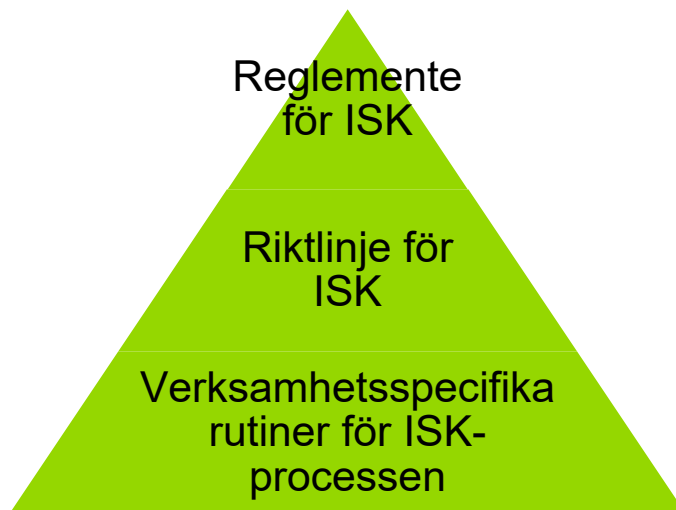 Reglemente
för ISK
Riktlinje för
ISK
Verksamhetsspecifika
rutiner för ISK-
processen